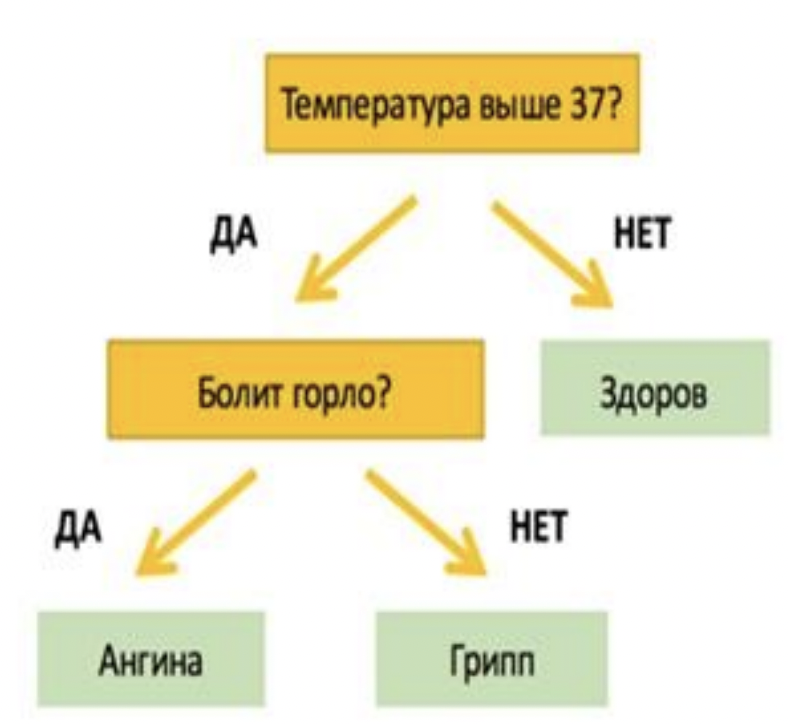 Температура выше 37?
ДА
НЕТ
Болит горло?
Здоров
ДА
НЕТ
Ангина
Грипп